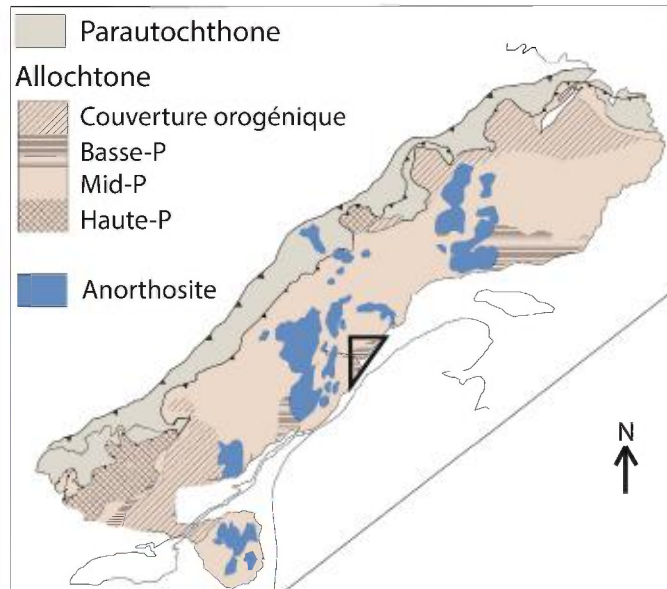 Parautochthone
Allochtone
Couverture orogénique
Basse-P
Mid-P
Haute-P
Anorthosite
N